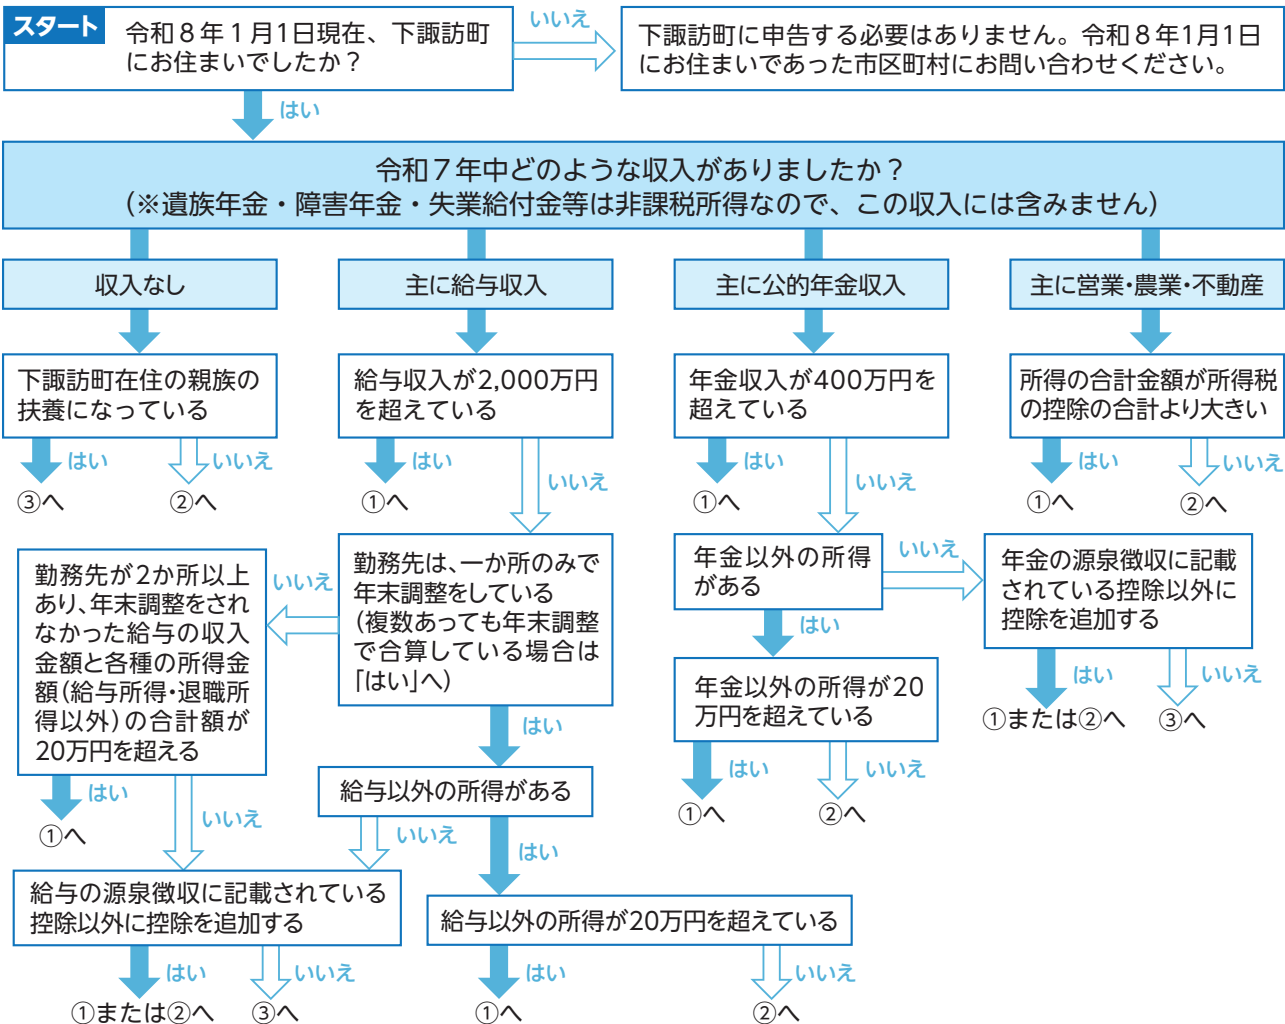 スタート
令和8年1月1日現在、下諏訪町
にお住まいでしたか？
いいえ
下諏訪町に申告する必要はありません。令和8年1月1日
にお住まいであった市区町村にお問い合わせください。
はい
令和7年中どのような収入がありましたか？
（※遺族年金・障害年金・失業給付金等は非課税所得なので、この収入には含みません）
収入なし
主に給与収入
主に公的年金収入
主に営業・農業・不動産
下諏訪町在住の親族の
扶養になっている
給与収入が2,000万円
を超えている
年金収入が400万円を
超えている
所得の合計金額が所得税
の控除の合計より大きい
はい
いいえ
はい
いいえ
はい
いいえ
はい
いいえ
③へ
②へ
①へ
①へ
①へ
②へ
勤務先が2か所以上
あり、年末調整をされ
なかった給与の収入
金額と各種の所得金
額（給与所得・退職所
得以外）の合計額が
20万円を超える
いいえ
勤務先は、一か所のみで
年末調整をしている
（複数あっても年末調整
で合算している場合は
「はい」へ）
年金以外の所得
がある
いいえ
年金の源泉徴収に記載
されている控除以外に
控除を追加する
はい
年金以外の所得が20
万円を超えている
はい
いいえ
①または②へ
③へ
はい
はい
いいえ
①へ
②へ
給与以外の所得がある
はい
いいえ
①へ
いいえ
はい
給与の源泉徴収に記載されている
控除以外に控除を追加する
給与以外の所得が20万円を超えている
はい
いいえ
はい
いいえ
①または②へ
③へ
①へ
②へ